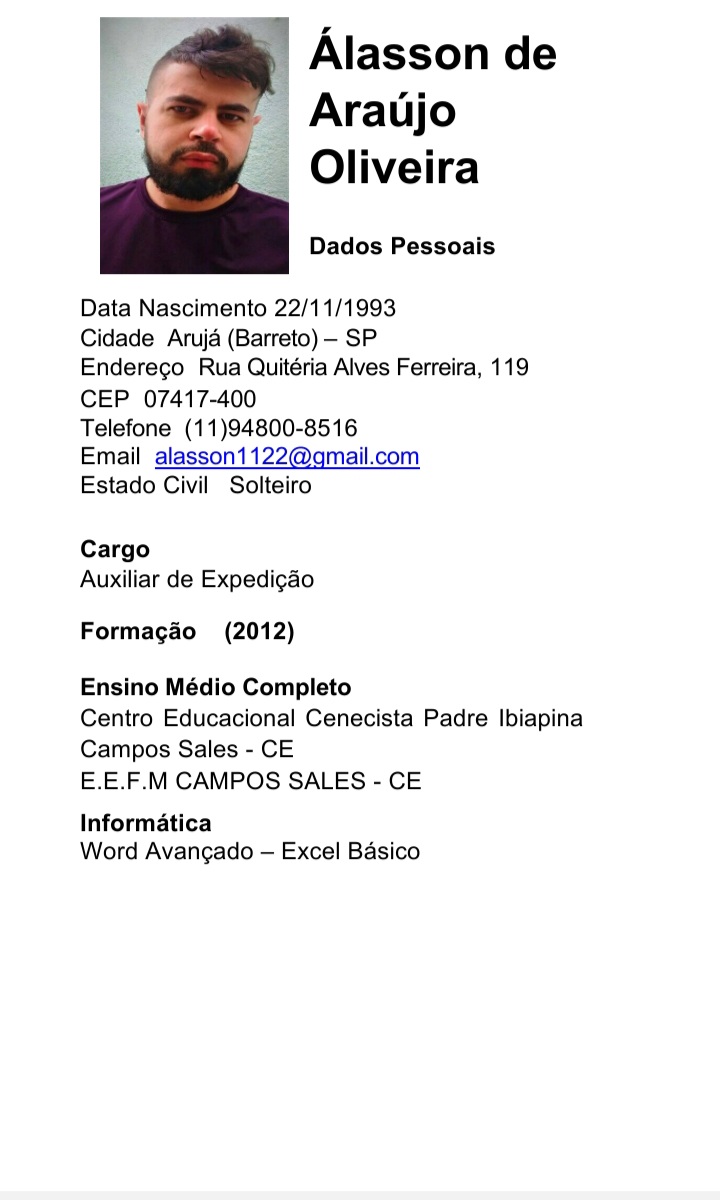 Álasson de
Araújo
Oliveira
Dados Pessoais
Data Nascimento 22/11/1993
Cidade Arujá (Barreto) – SP
Endereço Rua Quitéria Alves Ferreira, 119
CEP 07417-400
Telefone (11)94800-8516
Email alasson1122@gmail.com
Estado Civil Solteiro
Cargo
Auxiliar de Expedição
Formação (2012)
Ensino Médio Completo
Centro Educacional Cenecista Padre Ibiapina
Campos Sales - CE
E.E.F.M CAMPOS SALES - CE
Informática
Word Avançado – Excel Básico